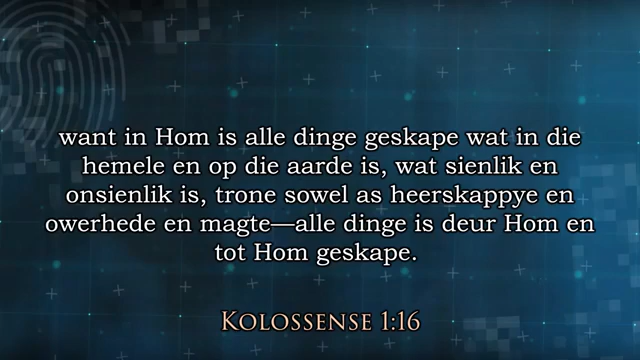 want in Hom is alle dinge geskape wat in die
hemele en op die aarde is, wat sienlik en
onsienlik is, trone sowel as heerskappye en
owerhede en magte—alle dinge is deur Hom en
tot Hom geskape.
Kolossense 1:16